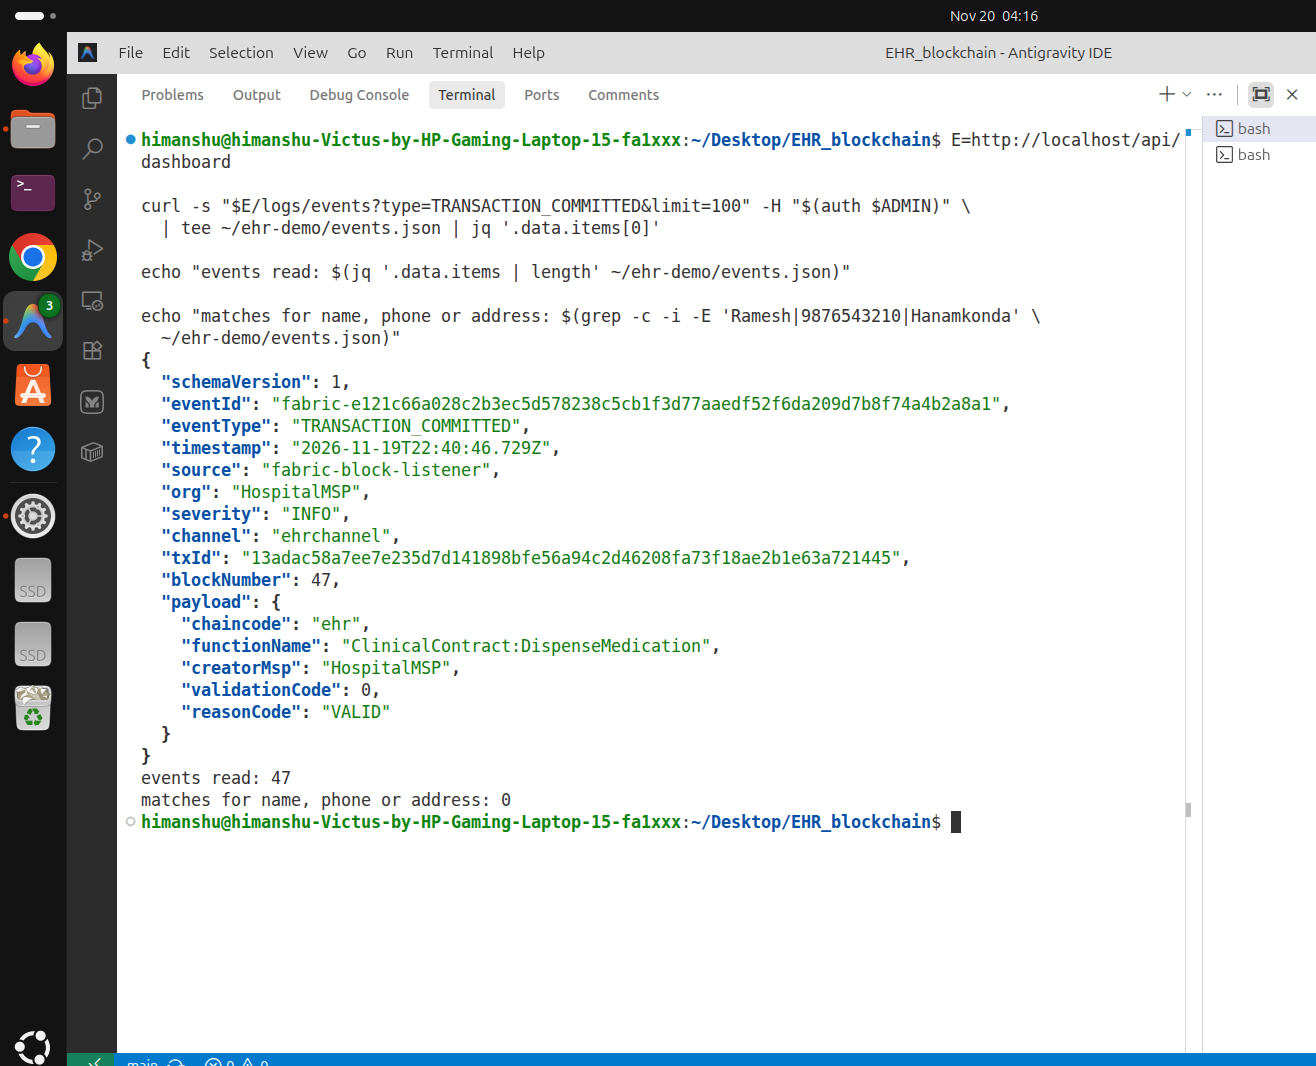 Nov 20 04:16
File Edit Selection View Go Run Terminal Help EHR_blockchain - Antigravity IDE
Problems Output Debug Console Terminal Ports Comments
himanshu@himanshu-Victus-by-HP-Gaming-Laptop-15-fa1xxx:~/Desktop/EHR_blockchain$ E=http://localhost/api/
dashboard
curl -s "$E/logs/events?type=TRANSACTION_COMMITTED&limit=100" -H "$(auth $ADMIN)" \
| tee ~/ehr-demo/events.json | jq '.data.items[0]'
echo "events read: $(jq '.data.items | length' ~/ehr-demo/events.json)"
echo "matches for name, phone or address: $(grep -c -i -E 'Ramesh|9876543210|Hanamkonda' \
~/ehr-demo/events.json)"
{
"schemaVersion": 1,
"eventId": "fabric-e121c66a028c2b3ec5d578238c5cb1f3d77aaedf52f6da209d7b8f74a4b2a8a1",
"eventType": "TRANSACTION_COMMITTED",
"timestamp": "2026-11-19T22:40:46.729Z",
"source": "fabric-block-listener",
"org": "HospitalMSP",
"severity": "INFO",
"channel": "ehrchannel",
"txId": "13adac58a7ee7e235d7d141898bfe56a94c2d46208fa73f18ae2b1e63a721445",
"blockNumber": 47,
"payload": {
"chaincode": "ehr",
"functionName": "ClinicalContract:DispenseMedication",
"creatorMsp": "HospitalMSP",
"validationCode": 0,
"reasonCode": "VALID"
}
}
events read: 47
matches for name, phone or address: 0
himanshu@himanshu-Victus-by-HP-Gaming-Laptop-15-fa1xxx:~/Desktop/EHR_blockchain$
bash
bash
3
SSD
SSD
main 0 0